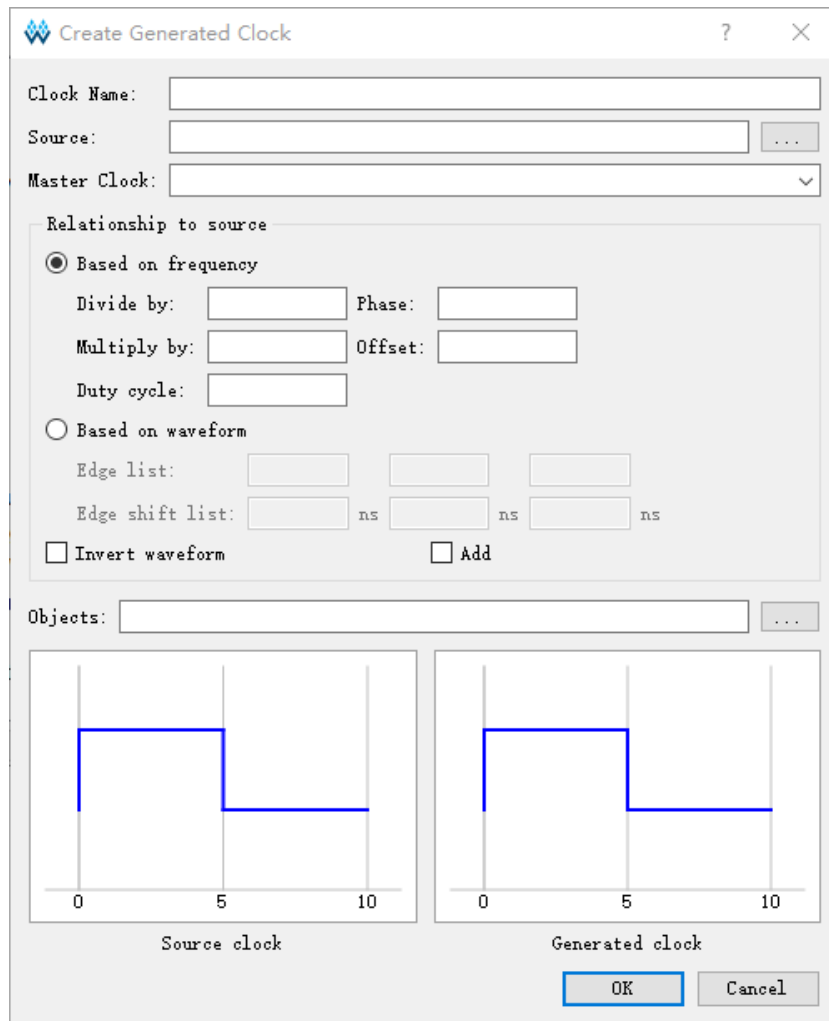 Create Generated Clock ?
Clock Name:
Source: ...
Master Clock:
Relationship to source
Based on frequency
Divide by: Phase:
Multiply by: Offset:
Duty cycle:
Based on waveform
Edge list:
Edge shift list: ns ns ns
Invert waveform Add
Objects: ...
0 5 10 0 5 10
Source clock Generated clock
OK Cancel